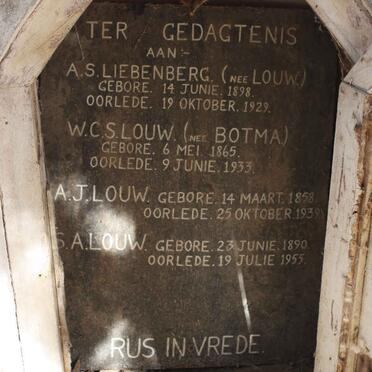 TER GEDAGTENIS
AAN:-
A.S.LIEBENBERG. (NEE LOUW.)
GEBORE. 14 JUNIE. 1898.
OORLEDE. 19 OKTOBER. 1929.
W.C.S.LOUW. (NEE BOTMA)
GEBORE. 6 MEI. 1865.
OORLEDE. 9 JUNIE. 1933.
A.J.LOUW. GEBORE. 14 MAART. 1858.
OORLEDE. 25 OKTOBER. 1939.
S.A.LOUW. GEBORE. 23 JUNIE. 1890.
OORLEDE. 19 JULIE 1955.
RUS IN VREDE.